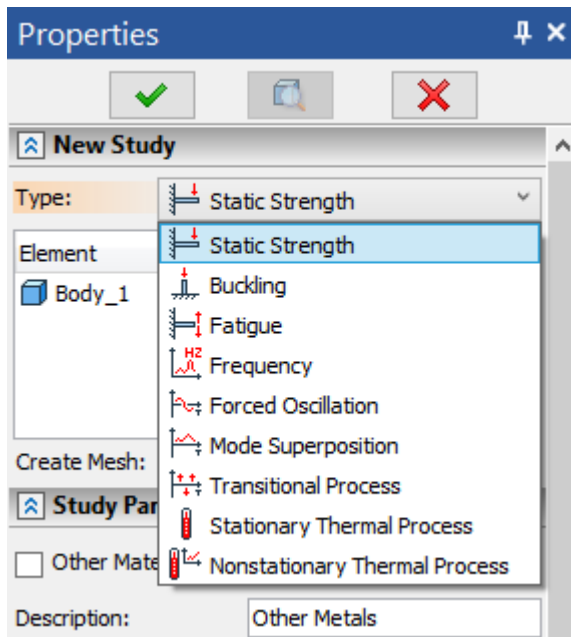 Properties
New Study
Type:
Static Strength
Element
Static Strength
Body_1
Buckling
Fatigue
HZ
Frequency
Forced Oscillation
Mode Superposition
Create Mesh:
Transitional Process
Study Par
Stationary Thermal Process
Other Mate
Nonstationary Thermal Process
Description:
Other Metals